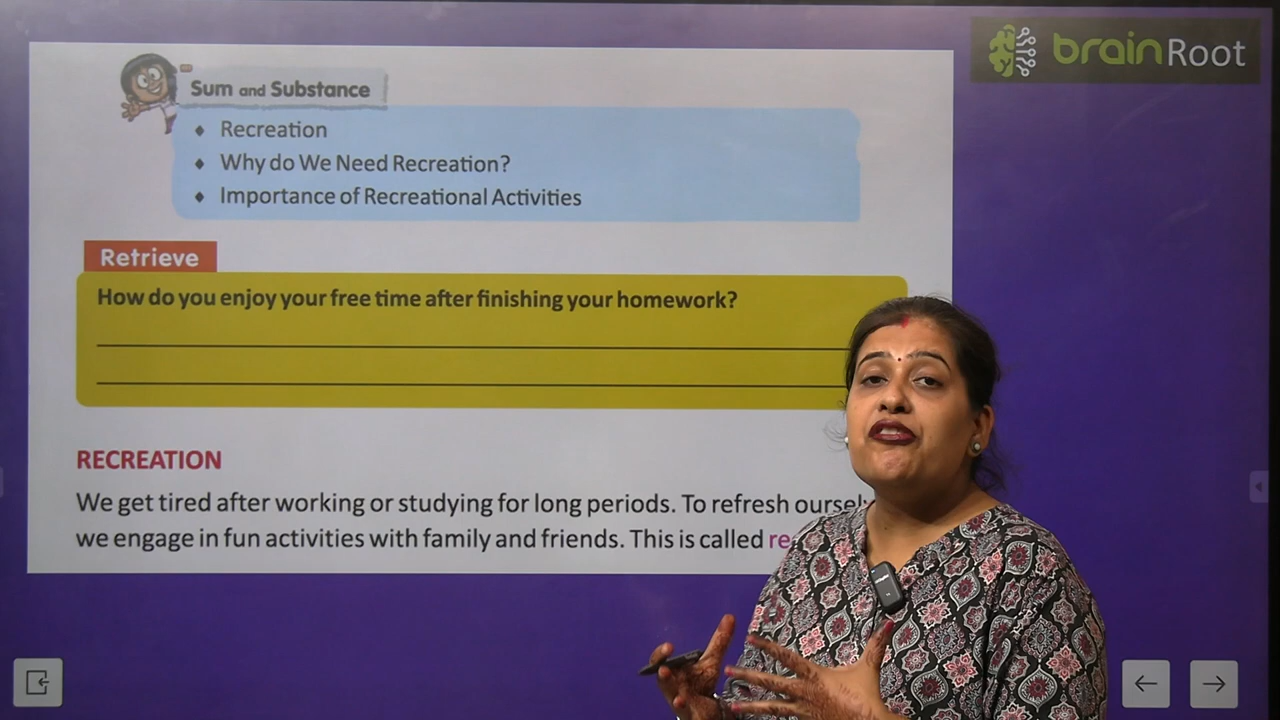 brainRoot
Sum and Substance
Recreation
Why do We Need Recreation?
Importance of Recreational Activities
Retrieve
How do you enjoy your free time after finishing your homework?
RECREATION
We get tired after working or studying for long periods. To refresh
we engage in fun activities with family and friends. This is called